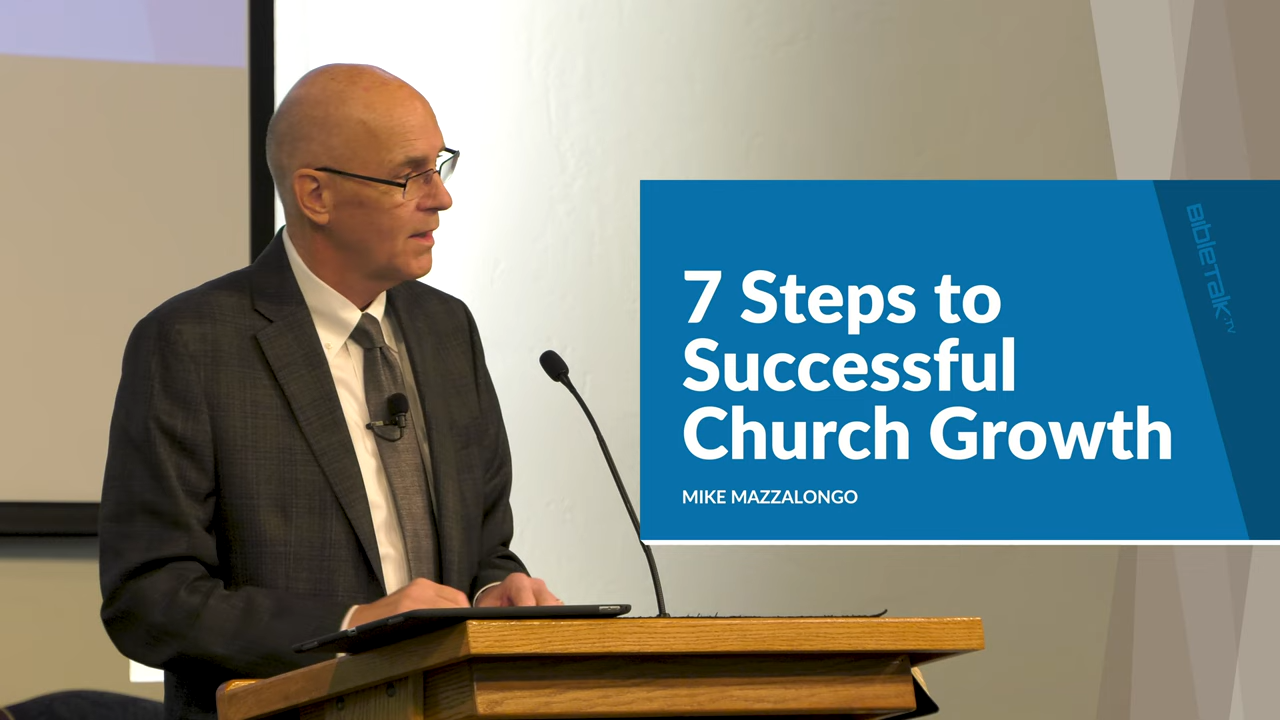 7 Steps to
Successful
Church Growth
MIKE MAZZALONGO
BibleTalk.TV